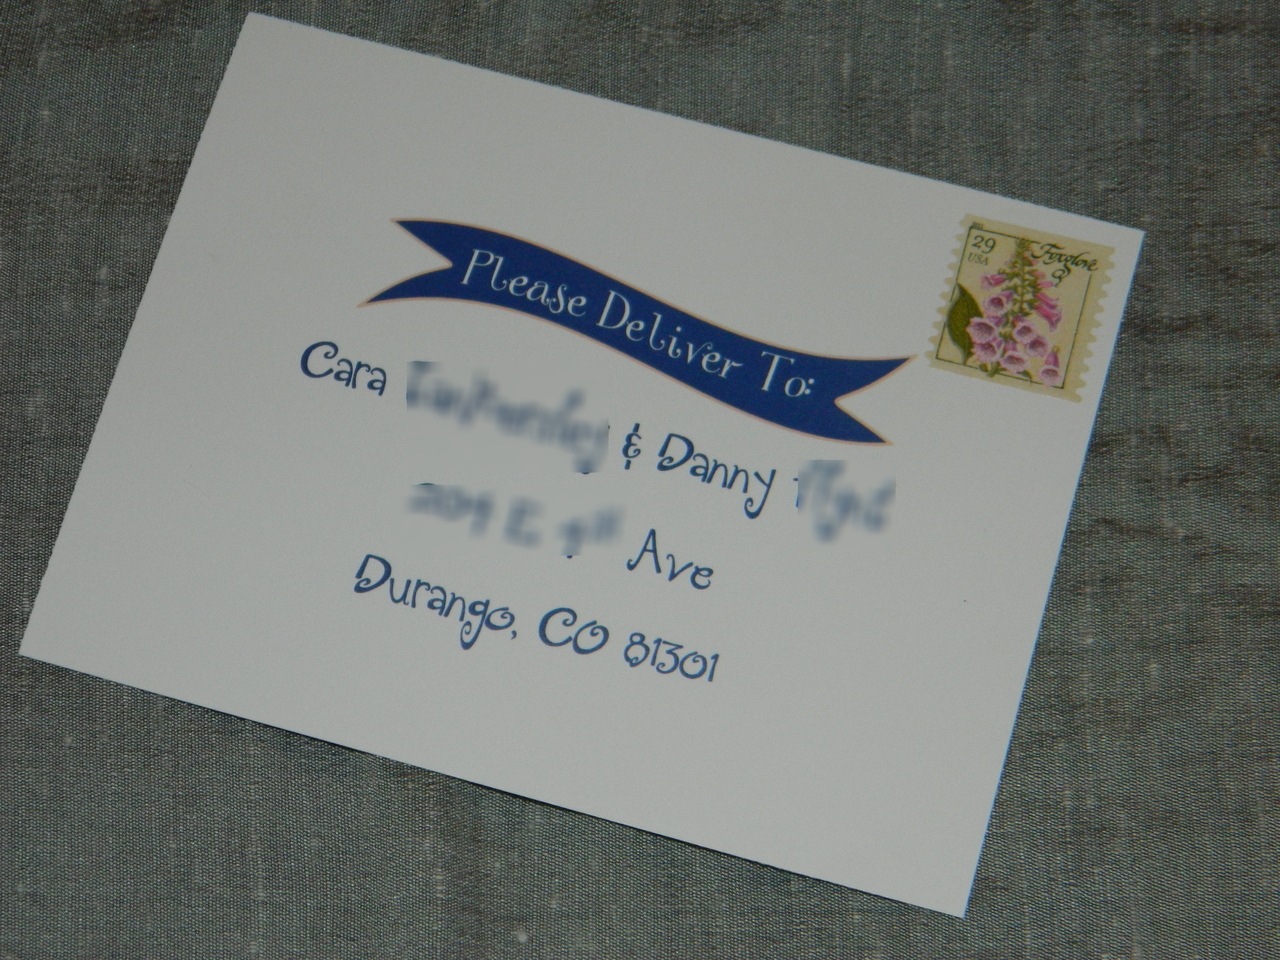 Please Deliver To:
Cara & Danny
Ave
Durango, CO 81301
29
USA
Foxglove